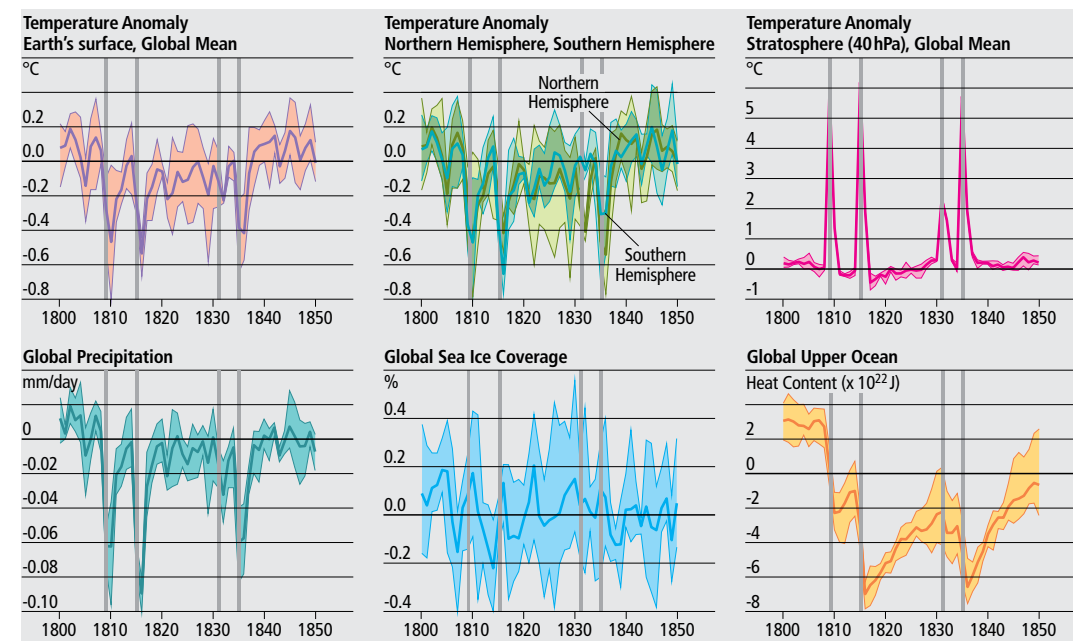 Temperature Anomaly
Earth's surface, Global Mean
°C
0.2
0.0
-0.2
-0.4
-0.6
-0.8
1800 1810 1820 1830 1840 1850
Temperature Anomaly
Northern Hemisphere, Southern Hemisphere
°C
Northern
Hemisphere
0.2
0.0
-0.2
-0.4
Southern
Hemisphere
-0.6
-0.8
1800 1810 1820 1830 1840 1850
Temperature Anomaly
Stratosphere (40 hPa), Global Mean
°C
5
4
3
2
1
0
-1
1800 1810 1820 1830 1840 1850
Global Precipitation
mm/day
0
-0.02
-0.04
-0.06
-0.08
-0.10
1800 1810 1820 1830 1840 1850
Global Sea Ice Coverage
%
0.4
0.2
0.0
-0.2
-0.4
1800 1810 1820 1830 1840 1850
Global Upper Ocean
Heat Content (x 10²² J)
2
0
-2
-4
-6
-8
1800 1810 1820 1830 1840 1850